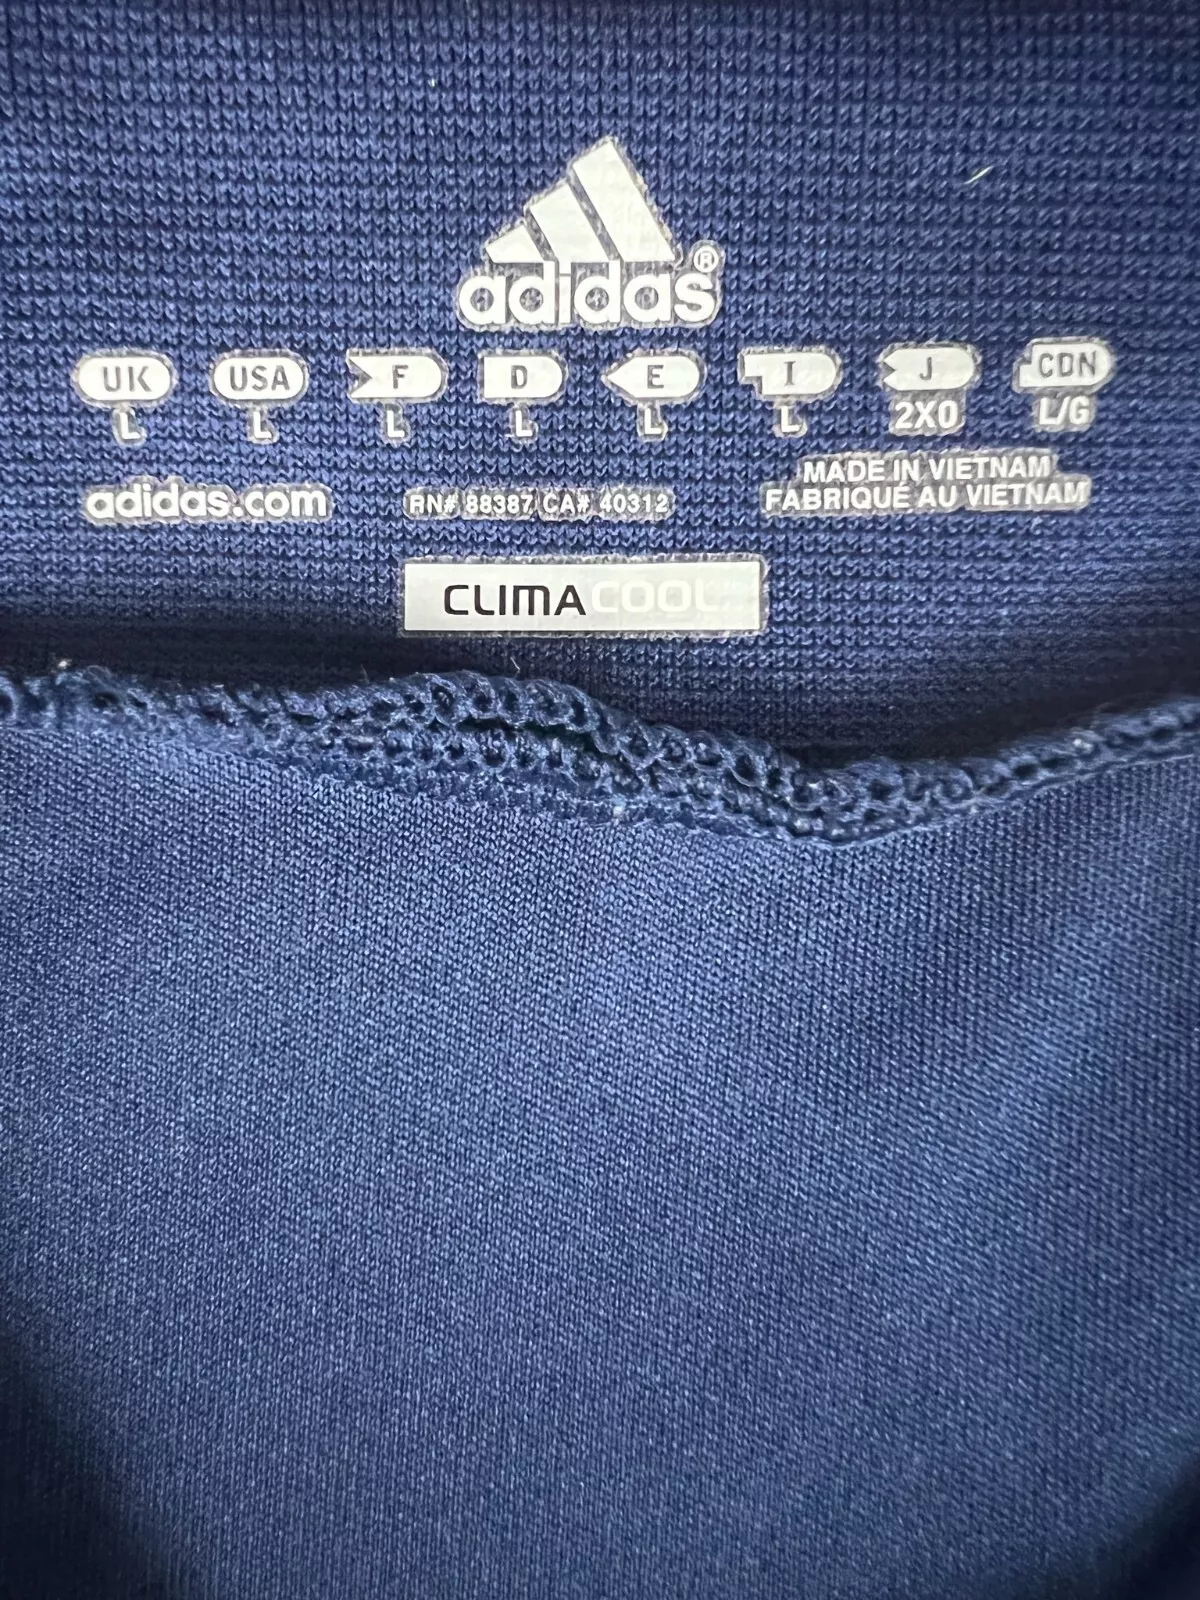 adidas®
UK USA F D E I J CDN
L L L L L L 2XO L/G
adidas.com RN# 88387 CA# 40312 MADE IN VIETNAM
FABRIQUÉ AU VIETNAM
CLIMACOOL